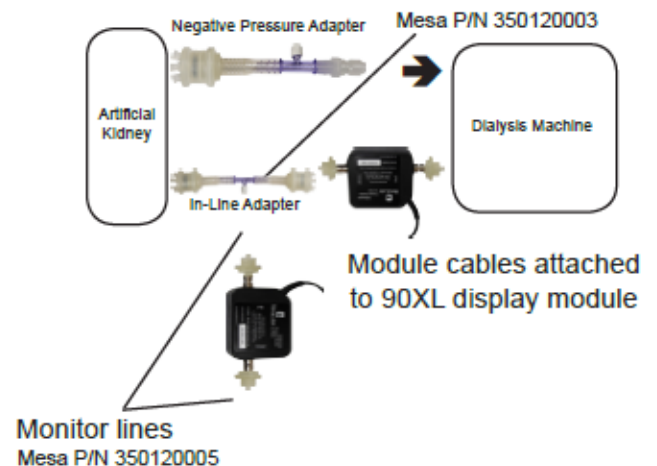 Negative Pressure Adapter
Mesa P/N 350120003
Artificial
Kidney
Dialysis Machine
In-Line Adapter
Module cables attached
to 90XL display module
Monitor lines
Mesa P/N 350120005